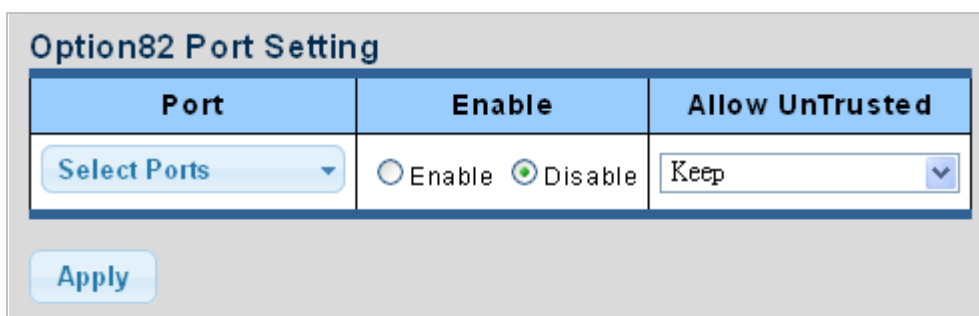 Option82 Port Setting
Port Enable Allow UnTrusted
Select Ports Enable Disable Keep
Apply